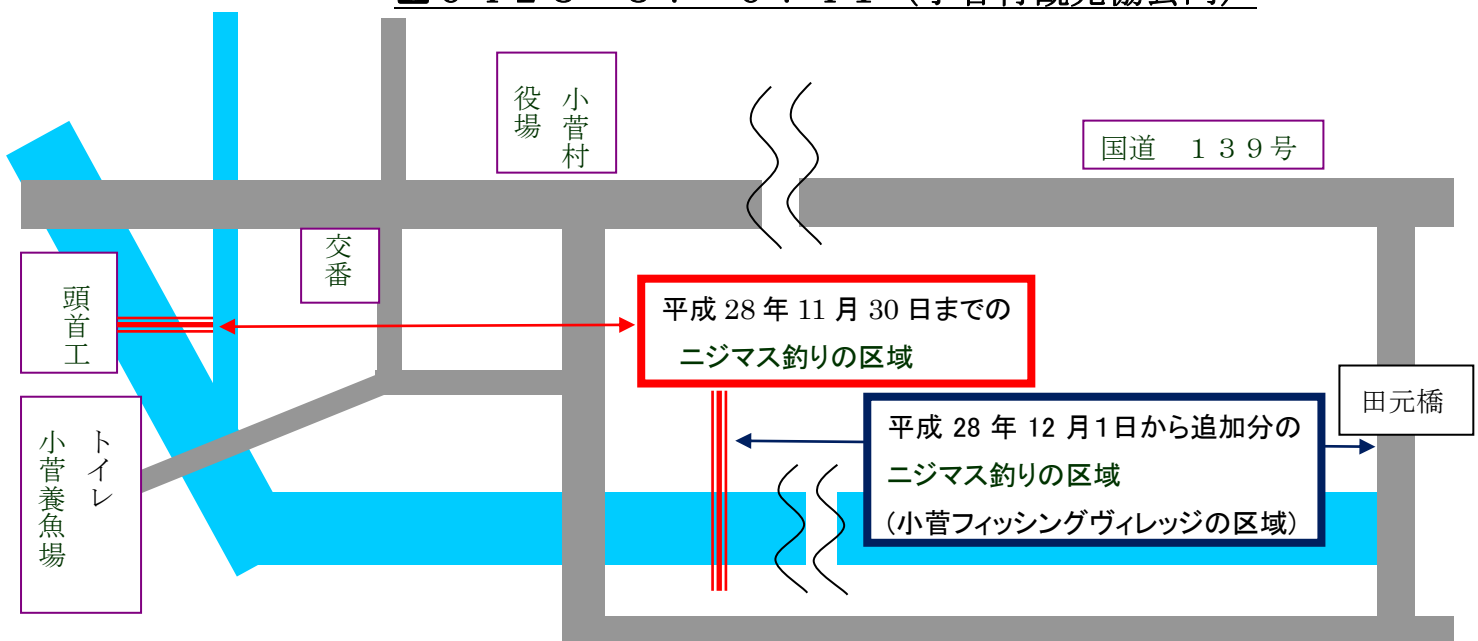 小菅村
役場
国道　１３９号
交番
頭首工
平成 28 年 11 月 30 日までの
ニジマス釣りの区域
田元橋
平成 28 年 12 月１日から追加分の
ニジマス釣りの区域
（小菅フィッシングヴィレッジの区域）
トイレ
小菅養魚場